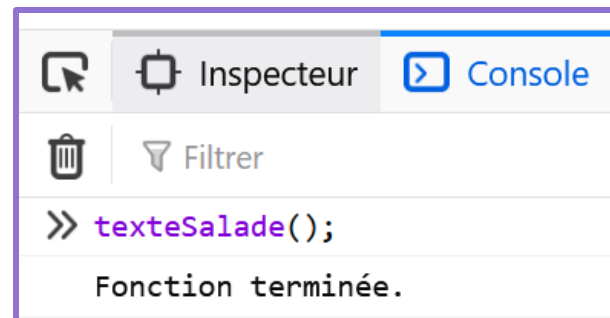 Inspecteur Console
Filtrer
>> texteSalade();
Fonction terminée.